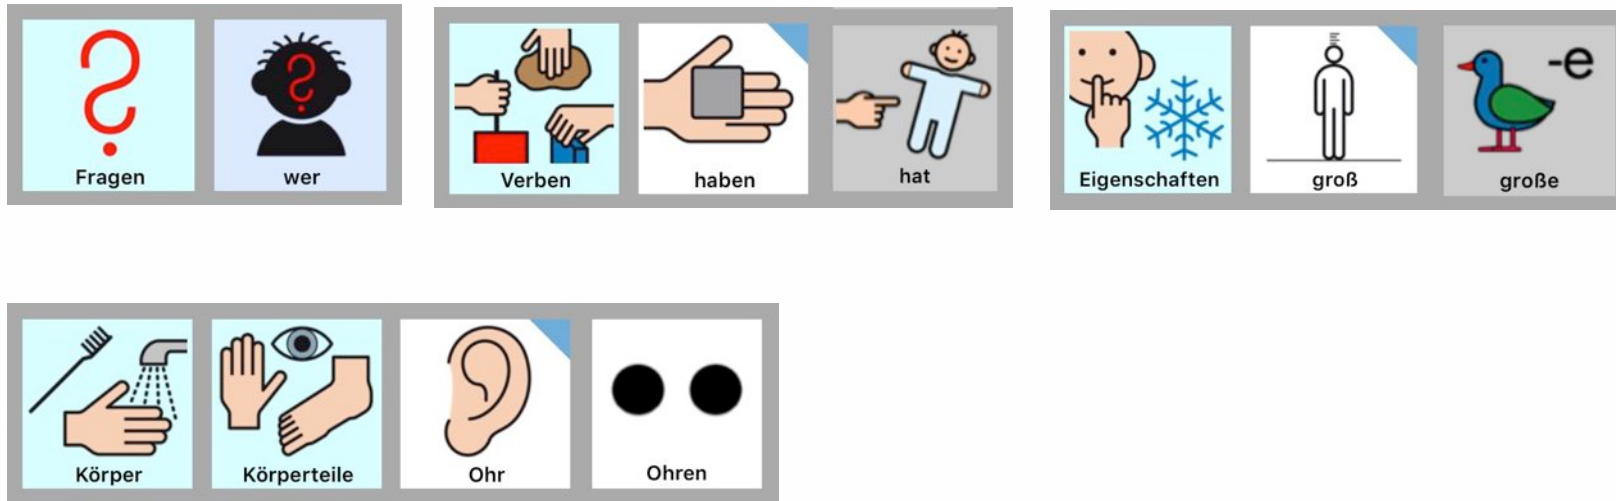 Fragen wer
Verben haben hat
Eigenschaften groß große
-e
Körper Körperteile Ohr Ohren